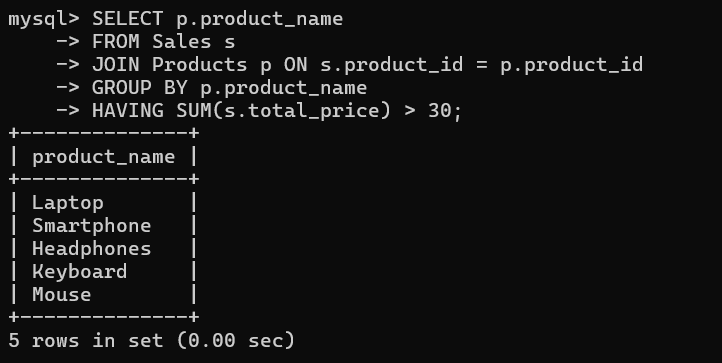 mysql> SELECT p.product_name
    -> FROM Sales s
    -> JOIN Products p ON s.product_id = p.product_id
    -> GROUP BY p.product_name
    -> HAVING SUM(s.total_price) > 30;
+--------------+
| product_name |
+--------------+
| Laptop       |
| Smartphone   |
| Headphones   |
| Keyboard     |
| Mouse        |
+--------------+
5 rows in set (0.00 sec)